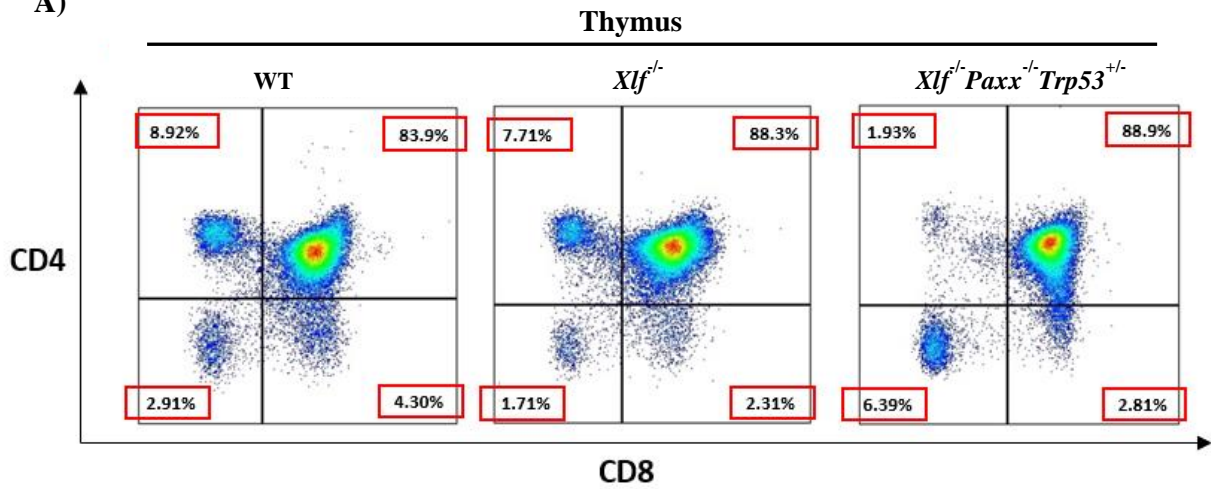 A)
Thymus
WT
Xlf-/-
Xlf-/-Paxx-/-Trp53+/-
8.92%
83.9%
7.71%
88.3%
1.93%
88.9%
CD4
2.91%
4.30%
1.71%
2.31%
6.39%
2.81%
CD8